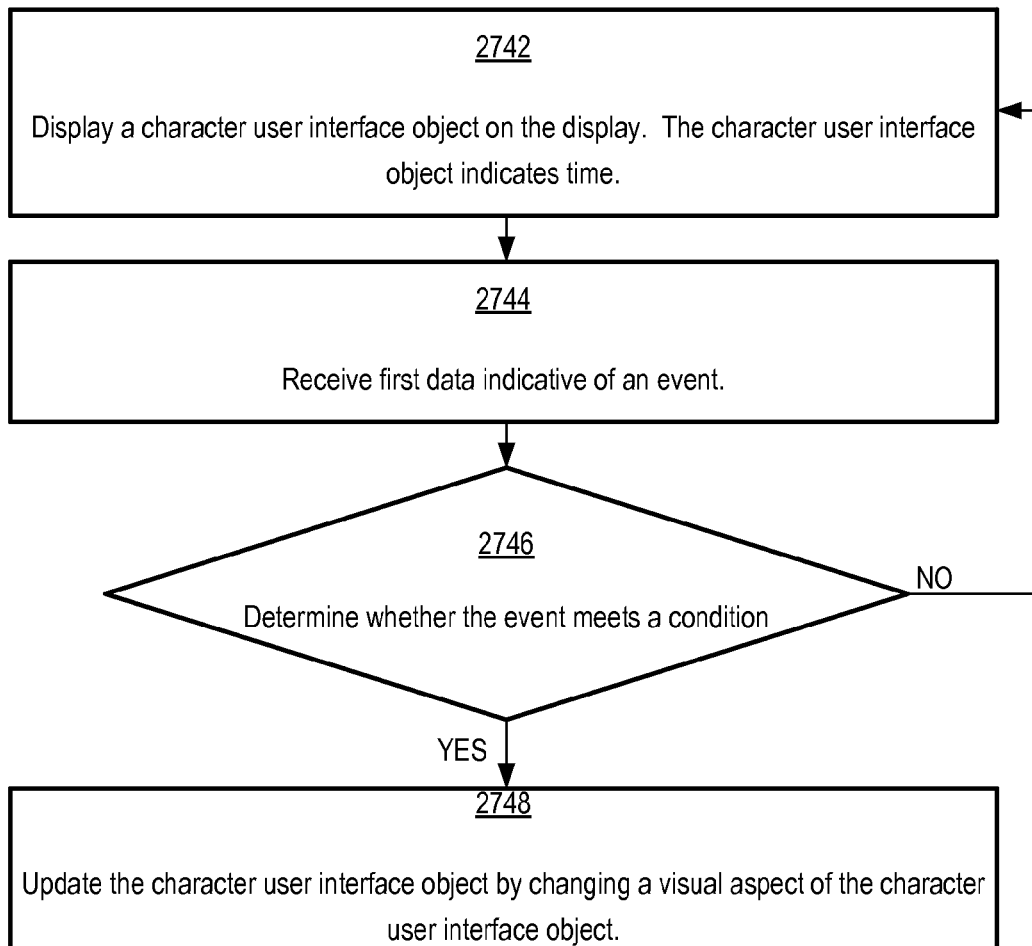 2742
Display a character user interface object on the display. The character user interface
object indicates time.
2744
Receive first data indicative of an event.
2746
Determine whether the event meets a condition
NO
YES
2748
Update the character user interface object by changing a visual aspect of the character
user interface object.